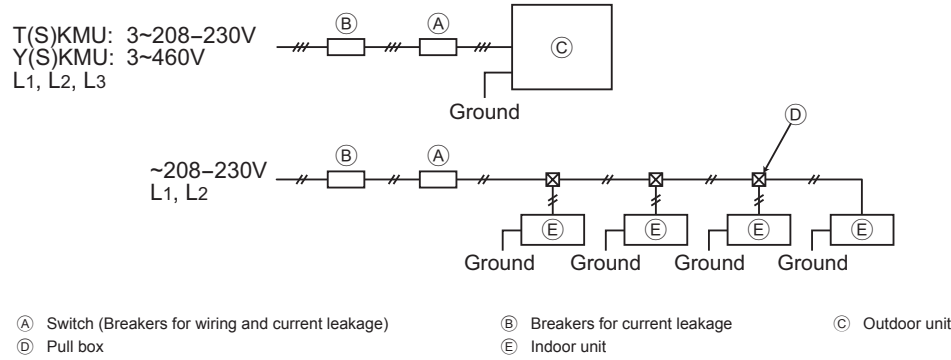 T(S)KMU: 3~208–230V
Y(S)KMU: 3~460V
L1, L2, L3
Ⓑ Ⓐ Ⓒ
Ground
Ⓓ
~208–230V
L1, L2
Ⓑ Ⓐ
Ⓔ Ⓔ Ⓔ Ⓔ
Ground Ground Ground Ground
Ⓐ Switch (Breakers for wiring and current leakage) Ⓑ Breakers for current leakage Ⓒ Outdoor unit
Ⓓ Pull box Ⓔ Indoor unit